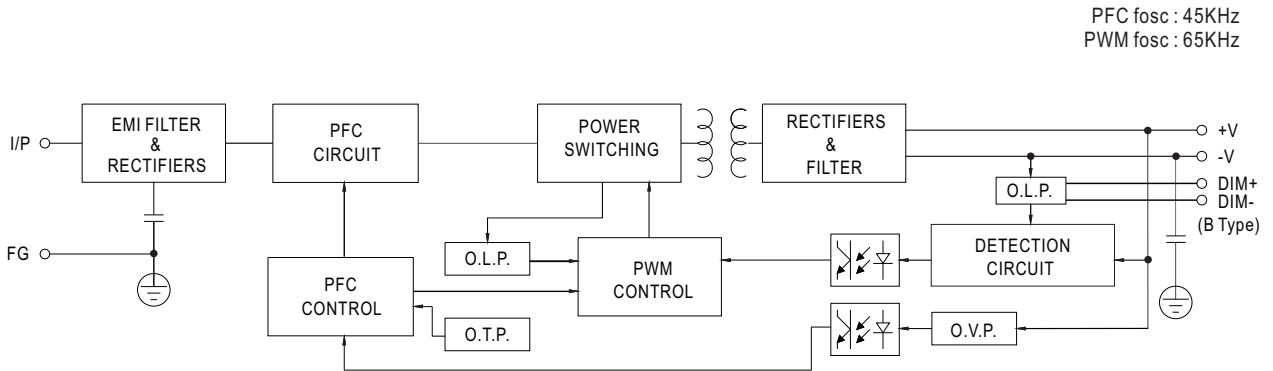 PFC fosc : 45KHz
PWM fosc : 65KHz
I/P
EMI FILTER
&
RECTIFIERS
PFC
CIRCUIT
POWER
SWITCHING
RECTIFIERS
&
FILTER
+V
-V
O.L.P.
DIM+
DIM-
(B Type)
FG
O.L.P.
PFC
CONTROL
PWM
CONTROL
DETECTION
CIRCUIT
O.T.P.
O.V.P.